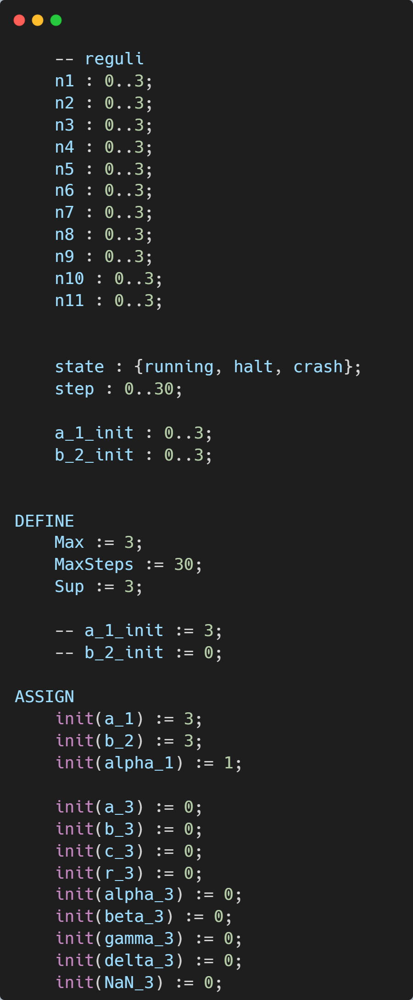 -- reguli
n1 : 0..3;
n2 : 0..3;
n3 : 0..3;
n4 : 0..3;
n5 : 0..3;
n6 : 0..3;
n7 : 0..3;
n8 : 0..3;
n9 : 0..3;
n10 : 0..3;
n11 : 0..3;
state : {running, halt, crash};
step : 0..30;
a_1_init : 0..3;
b_2_init : 0..3;
DEFINE
Max := 3;
MaxSteps := 30;
Sup := 3;
-- a_1_init := 3;
-- b_2_init := 0;
ASSIGN
init(a_1) := 3;
init(b_2) := 3;
init(alpha_1) := 1;
init(a_3) := 0;
init(b_3) := 0;
init(c_3) := 0;
init(r_3) := 0;
init(alpha_3) := 0;
init(beta_3) := 0;
init(gamma_3) := 0;
init(delta_3) := 0;
init(NaN_3) := 0;